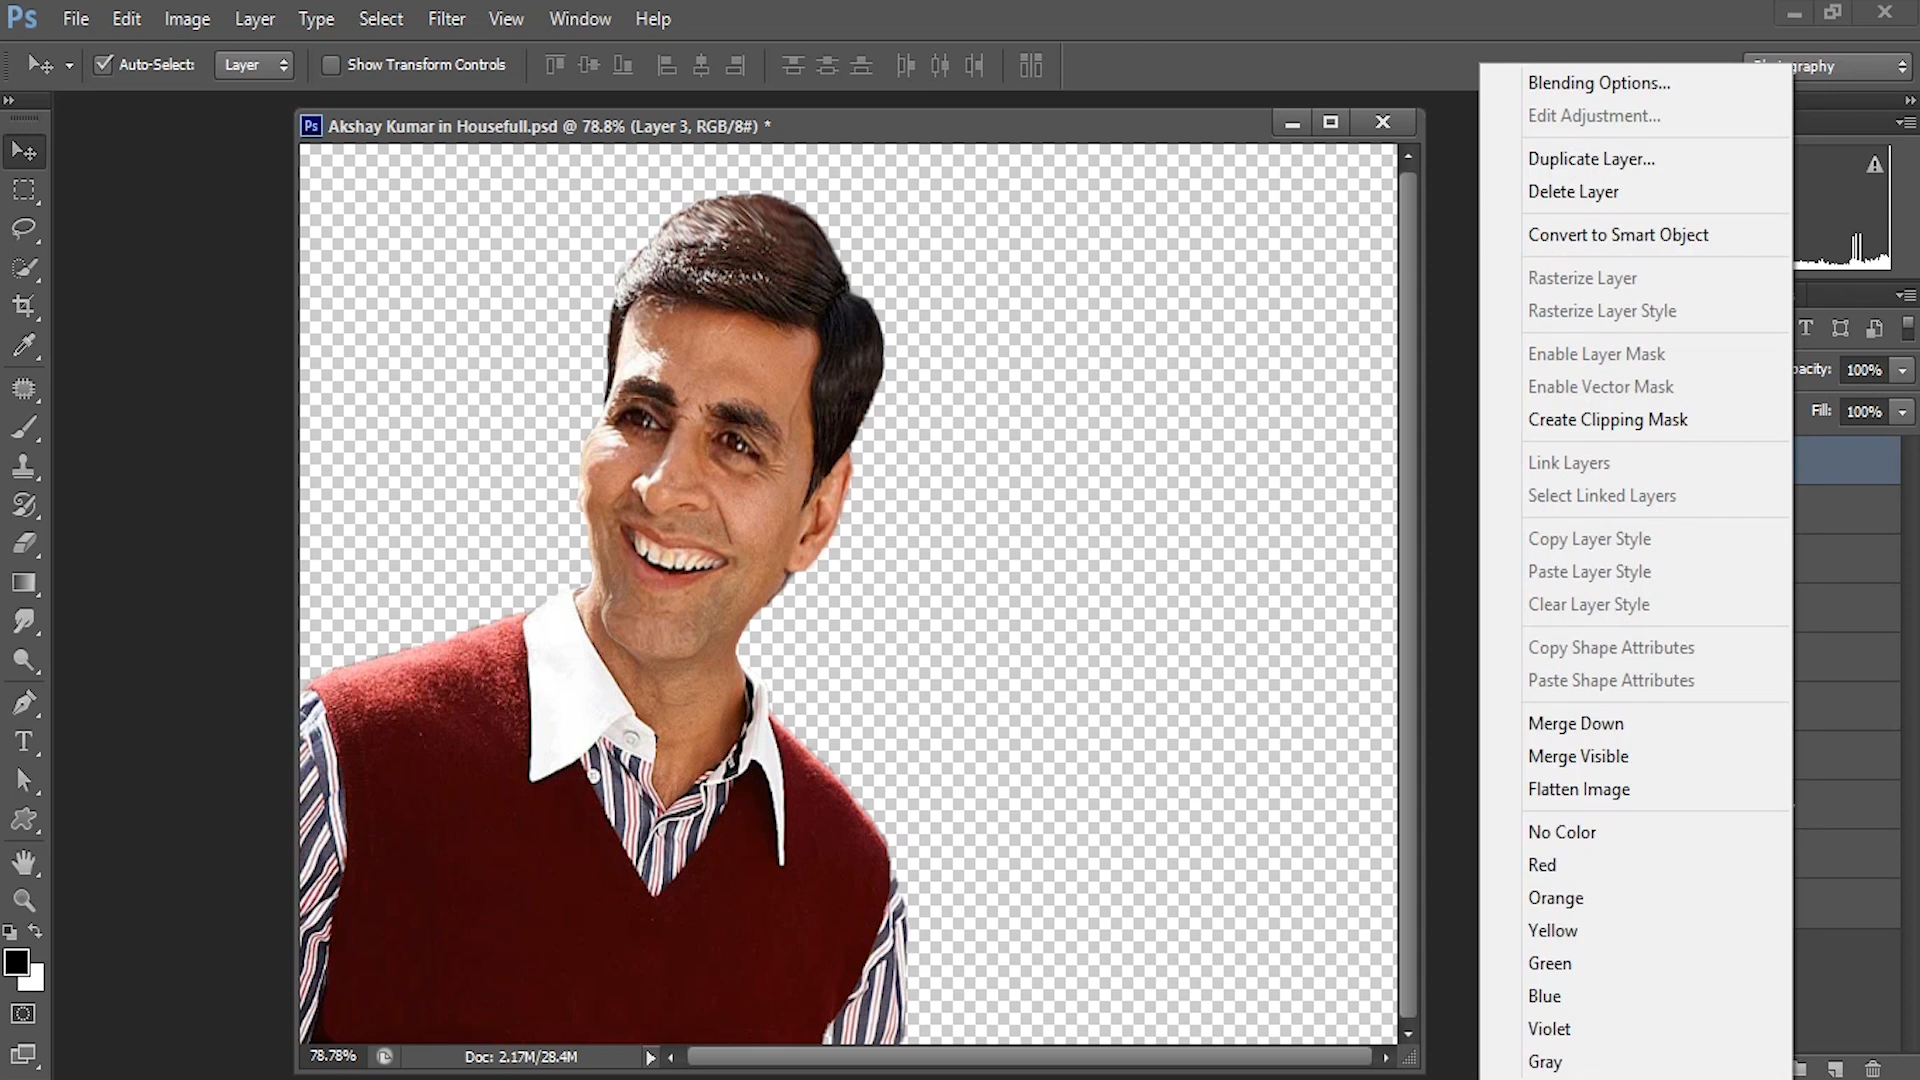 Ps File Edit Image Layer Type Select Filter View Window Help
Auto-Select: Layer Show Transform Controls
Ps Akshay Kumar in Housefull.psd @ 78.8% (Layer 3, RGB/8#) *
Blending Options...
Edit Adjustment...
Duplicate Layer...
Delete Layer
Convert to Smart Object
Rasterize Layer
Rasterize Layer Style
Enable Layer Mask
Enable Vector Mask
Create Clipping Mask
Link Layers
Select Linked Layers
Copy Layer Style
Paste Layer Style
Clear Layer Style
Copy Shape Attributes
Paste Shape Attributes
Merge Down
Merge Visible
Flatten Image
No Color
Red
Orange
Yellow
Green
Blue
Violet
Gray
100%
Fill: 100%
78.78% Doc: 2.17M/28.4M